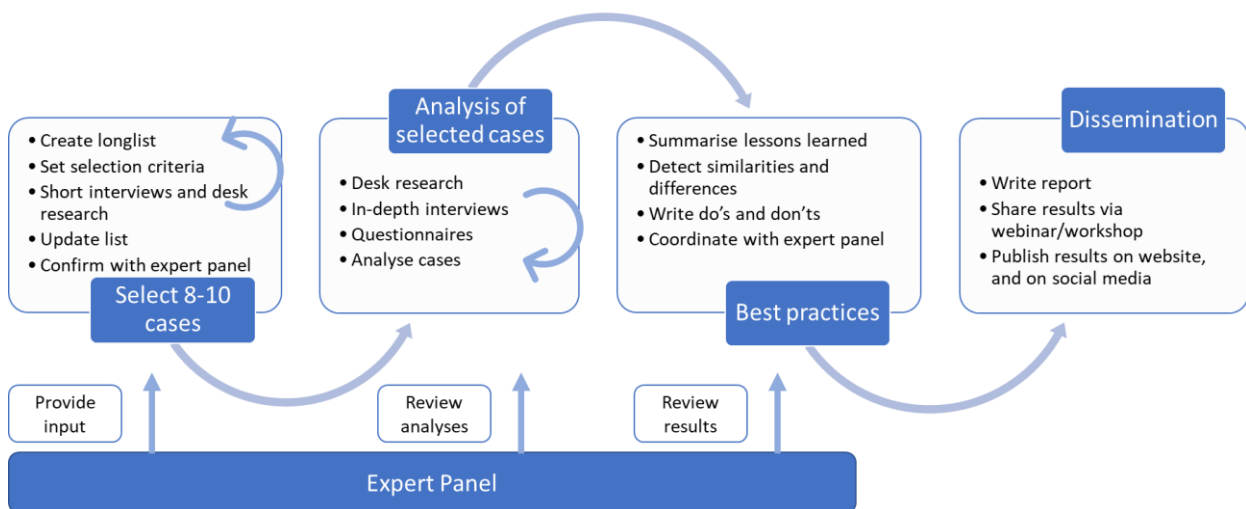 • Create longlist
• Set selection criteria
• Short interviews and desk
research
• Update list
• Confirm with expert panel
Select 8-10
cases
Analysis of
selected cases
• Desk research
• In-depth interviews
• Questionnaires
• Analyse cases
• Summarise lessons learned
• Detect similarities and
differences
• Write do’s and don’ts
• Coordinate with expert panel
Best practices
Dissemination
• Write report
• Share results via
webinar/workshop
• Publish results on website,
and on social media
Provide
input
Review
analyses
Review
results
Expert Panel